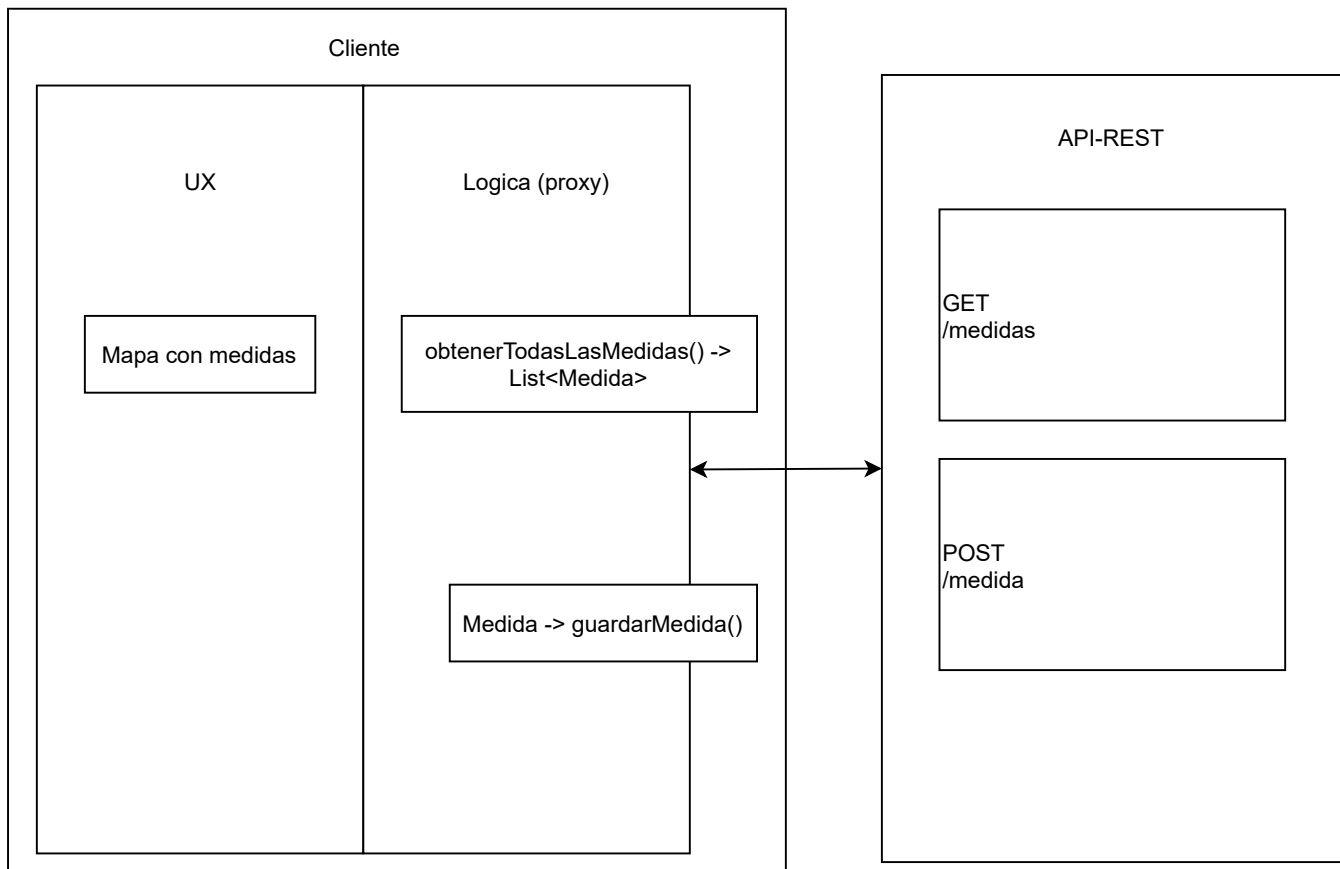 Cliente
UX
Logica (proxy)
Mapa con medidas
obtenerTodasLasMedidas() ->
List<Medida>
Medida -> guardarMedida()
API-REST
GET
/medidas
POST
/medida